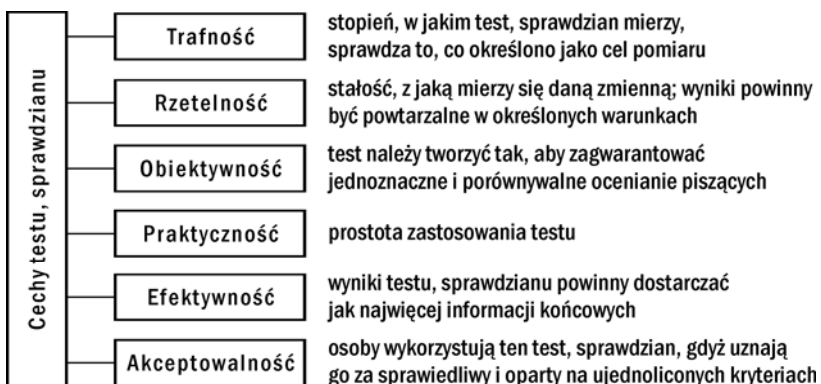 Cechy testu, sprawdzianu
Trafność
stopień, w jakim test, sprawdzian mierzy,
sprawdza to, co określono jako cel pomiaru
Rzetelność
stałość, z jaką mierzy się daną zmienną; wyniki powinny
być powtarzalne w określonych warunkach
Obiektywność
test należy tworzyć tak, aby zagwarantować
jednoznaczne i porównywalne ocenianie piszących
Praktyczność
prostota zastosowania testu
Efektywność
wyniki testu, sprawdzianu powinny dostarczać
jak najwięcej informacji końcowych
Akceptowalność
osoby wykorzystują ten test, sprawdzian, gdyż uznają
go za sprawiedliwy i oparty na ujednoliconych kryteriach